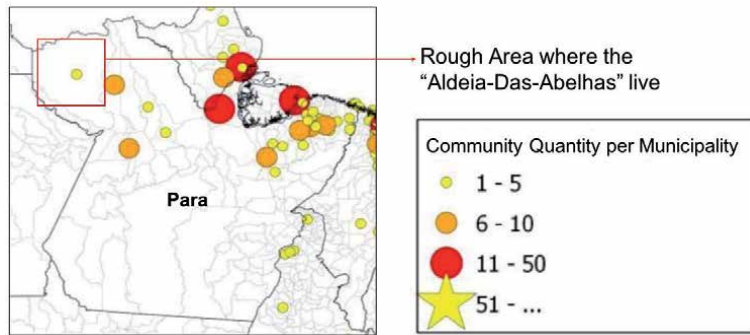 Rough Area where the
"Aldeia-Das-Abelhas" live
Para
Community Quantity per Municipality
1 - 5
6 - 10
11 - 50
51 - ...